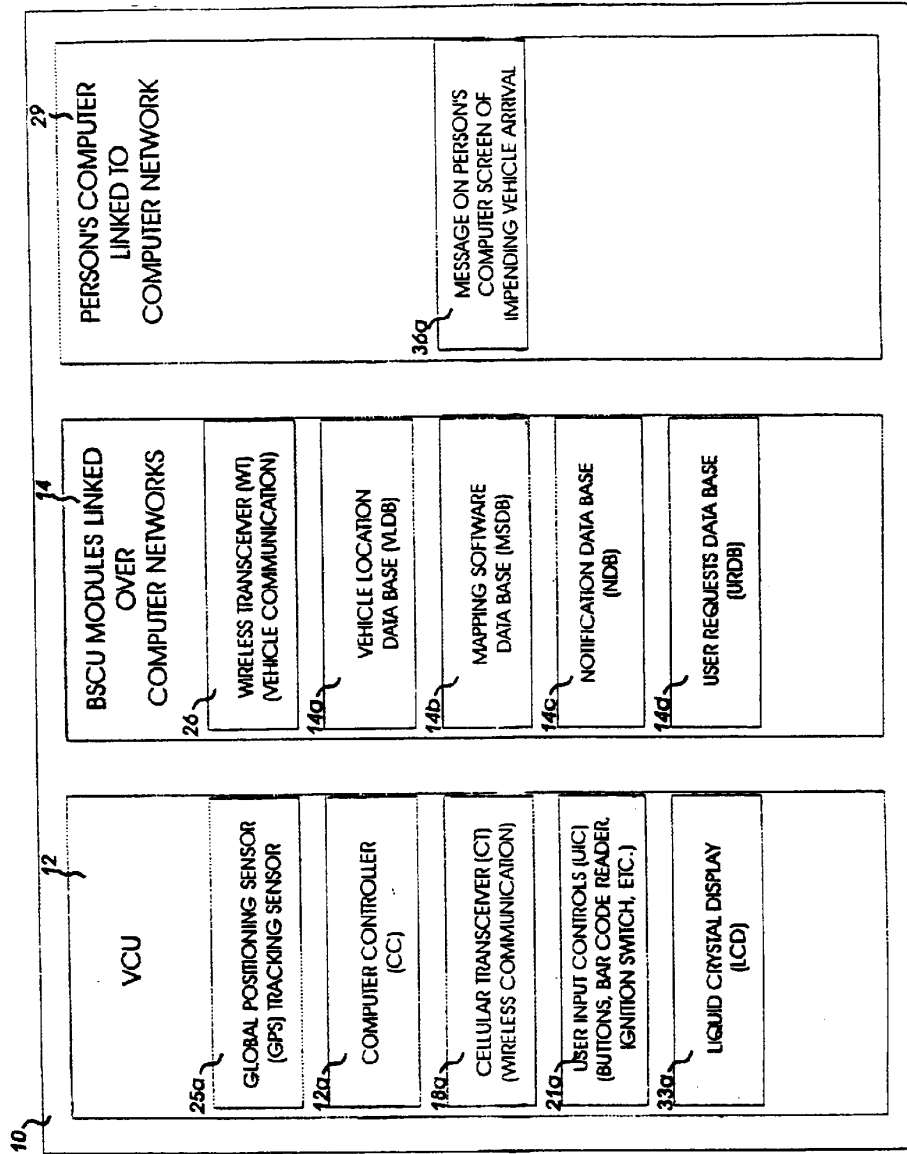 10
12
VCU
25a
GLOBAL POSITIONING SENSOR
(GPS) TRACKING SENSOR
12a
COMPUTER CONTROLLER
(CC)
18a
CELLULAR TRANSCEIVER (CT)
(WIRELESS COMMUNICATION)
21a
USER INPUT CONTROLS (UIC)
(BUTTONS, BAR CODE READER.
IGNITION SWITCH, ETC.)
33a
LIQUID CRYSTAL DISPLAY
(LCD)
14
BSCU MODULES LINKED
OVER
COMPUTER NETWORKS
26
WIRELESS TRANSCEIVER (WT)
(VEHICLE COMMUNICATION)
14a
VEHICLE LOCATION
DATA BASE (VLDB)
14b
MAPPING SOFTWARE
DATA BASE (MSDB)
14c
NOTIFICATION DATA BASE
(NDB)
14d
USER REQUESTS DATA BASE
(URDB)
29
PERSON'S COMPUTER
LINKED TO
COMPUTER NETWORK
36a
MESSAGE ON PERSON'S
COMPUTER SCREEN OF
IMPENDING VEHICLE ARRIVAL